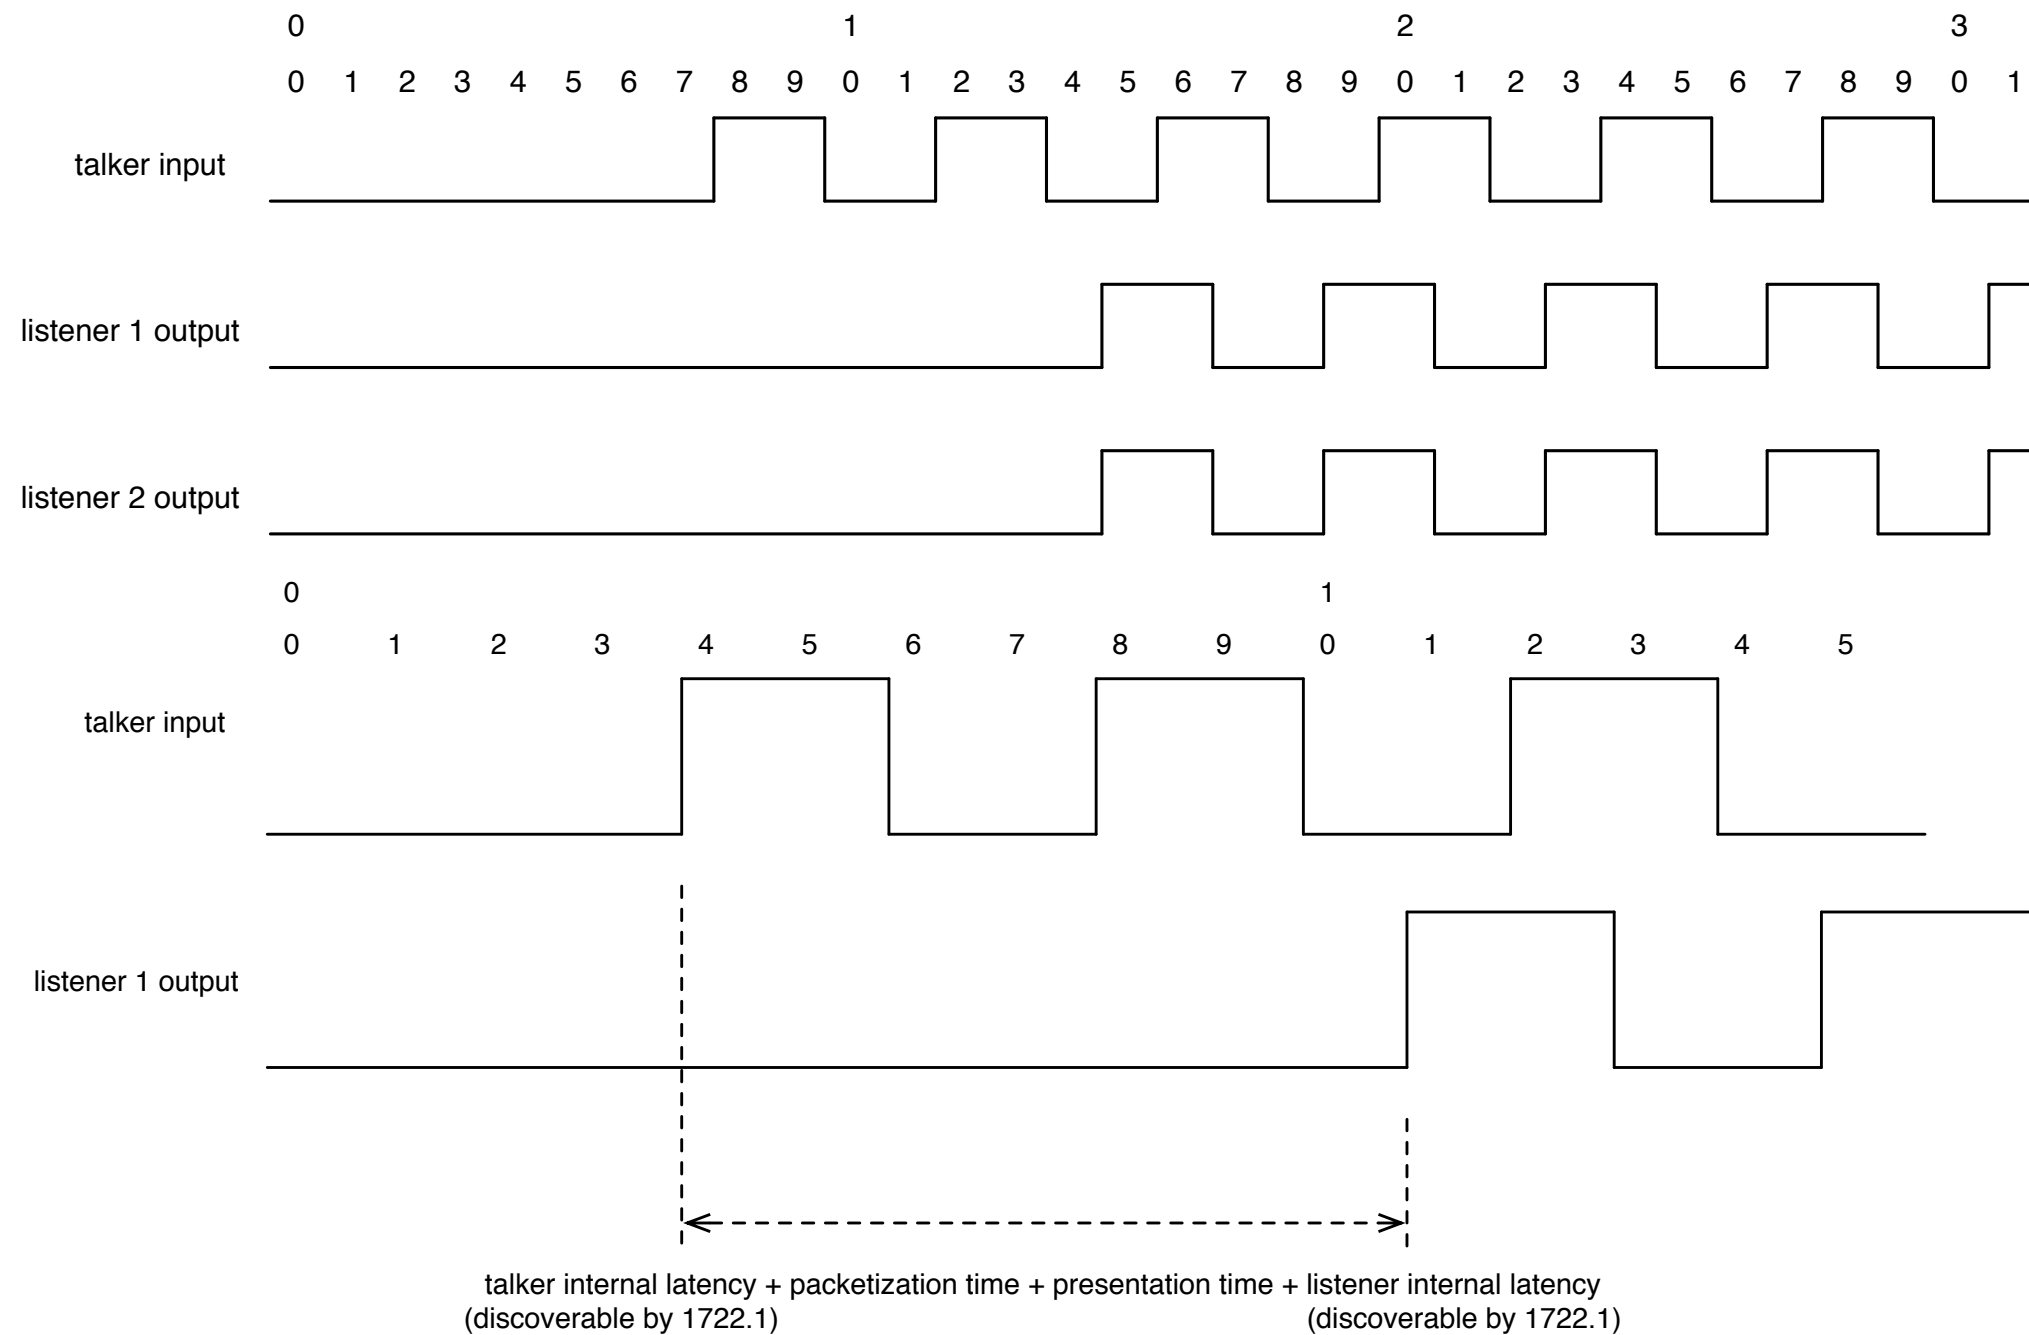 0 1 2 3
0 1 2 3 4 5 6 7 8 9 0 1 2 3 4 5 6 7 8 9 0 1 2 3 4 5 6 7 8 9 0 1
talker input
listener 1 output
listener 2 output
0 1
0 1 2 3 4 5 6 7 8 9 0 1 2 3 4 5
talker input
listener 1 output
talker internal latency + packetization time + presentation time + listener internal latency
(discoverable by 1722.1) (discoverable by 1722.1)